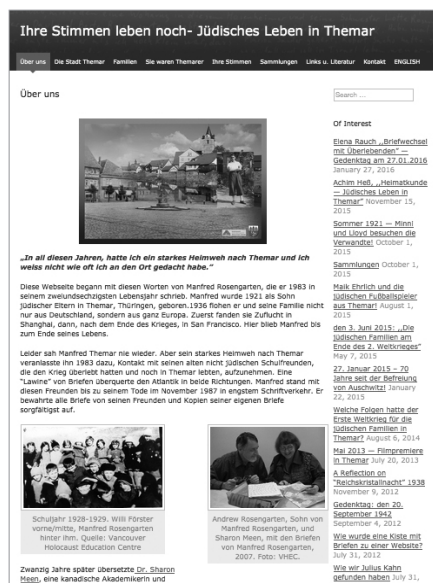 Ihre Stimmen leben noch- Jüdisches Leben in Themar
Über uns Die Stadt Themar Familien Sie waren Themarer Ihre Stimmen Sammlungen Links u. Literatur Kontakt ENGLISH
Über uns
„In all diesen Jahren, hatte ich ein starkes Heimweh nach Themar und ich
weiss nicht wie oft ich an den Ort gedacht habe."
Diese Webseite begann mit diesen Worten von Manfred Rosengarten, die er 1983 in
seinem zweiundsechzigsten Lebensjahr schrieb. Manfred wurde 1921 als Sohn
jüdischer Eltern in Themar, Thüringen, geboren.1936 flohen er und seine Familie nicht
nur aus Deutschland, sondern aus ganz Europa. Zuerst fanden sie Zuflucht in
Shanghai, dann, nach dem Ende des Krieges, in San Francisco. Hier blieb Manfred bis
zum Ende seines Lebens.
Leider sah Manfred Themar nie wieder. Aber sein starkes Heimweh nach Themar
veranlasste ihn 1983 dazu, Kontakt mit seinen alten nicht jüdischen Schulfreunden,
die den Krieg überlebt hatten und noch in Themar lebten, aufzunehmen. Eine
"Lawine" von Briefen überquerte den Atlantik in beide Richtungen. Manfred stand mit
diesen Freunden bis zu seinem Tode im November 1987 in engstem Schriftverkehr. Er
bewahrte alle Briefe von seinen Freunden und Kopien seiner eigenen Briefe
sorgfältigst auf.
Schuljahr 1928-1929. Willi Förster
vorne/mitte, Manfred Rosengarten
hinter ihm. Quelle: Vancouver
Holocaust Education Centre
Andrew Rosengarten, Sohn von
Manfred Rosengarten, und
Sharon Meen, mit den Briefen
von Manfred Rosengarten,
2007. Foto: VHEC.
Zwanzig Jahre später übersetzte Dr. Sharon
Meen, eine kanadische Akademikerin und
Search ...
Of Interest
Elena Rauch ,,Briefwechsel
mit Überlebenden" —
Gedenktag am 27.01.2016
January 27, 2016
Achim Heß, ,,Heimatkunde
— Jüdisches Leben in
Themar" November 15,
2015
Sommer 1921 — Minni
und Lloyd besuchen die
Verwandte! October 1,
2015
Sammlungen October 1,
2015
Maik Ehrlich und die
jüdischen Fußballspieler
aus Themar! August 1,
2015
den 3. Juni 2015: ,,Die
jüdischen Familien am
Ende des 2. Weltkrieges"
May 7, 2015
27. Januar 2015 – 70
Jahre seit der Befreiung
von Auschwitz! January
22, 2015
Welche Folgen hatte der
Erste Weltkrieg für die
jüdischen Familien in
Themar? August 6, 2014
Mai 2013 — Filmpremiere
in Themar July 20, 2013
A Reflection on
"Reichskristallnacht" 1938
November 9, 2012
Gedenktag: den 20.
September 1942
September 4, 2012
Wie wurde eine Kiste mit
Briefen zu einer Website?
July 31, 2012
Wie wir Julius Kahn
gefunden haben July 31,